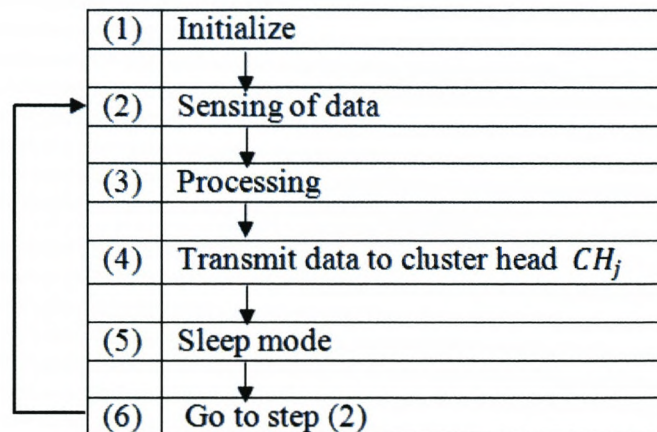 (1) Initialize
(2) Sensing of data
(3) Processing
(4) Transmit data to cluster head CH_j
(5) Sleep mode
(6) Go to step (2)